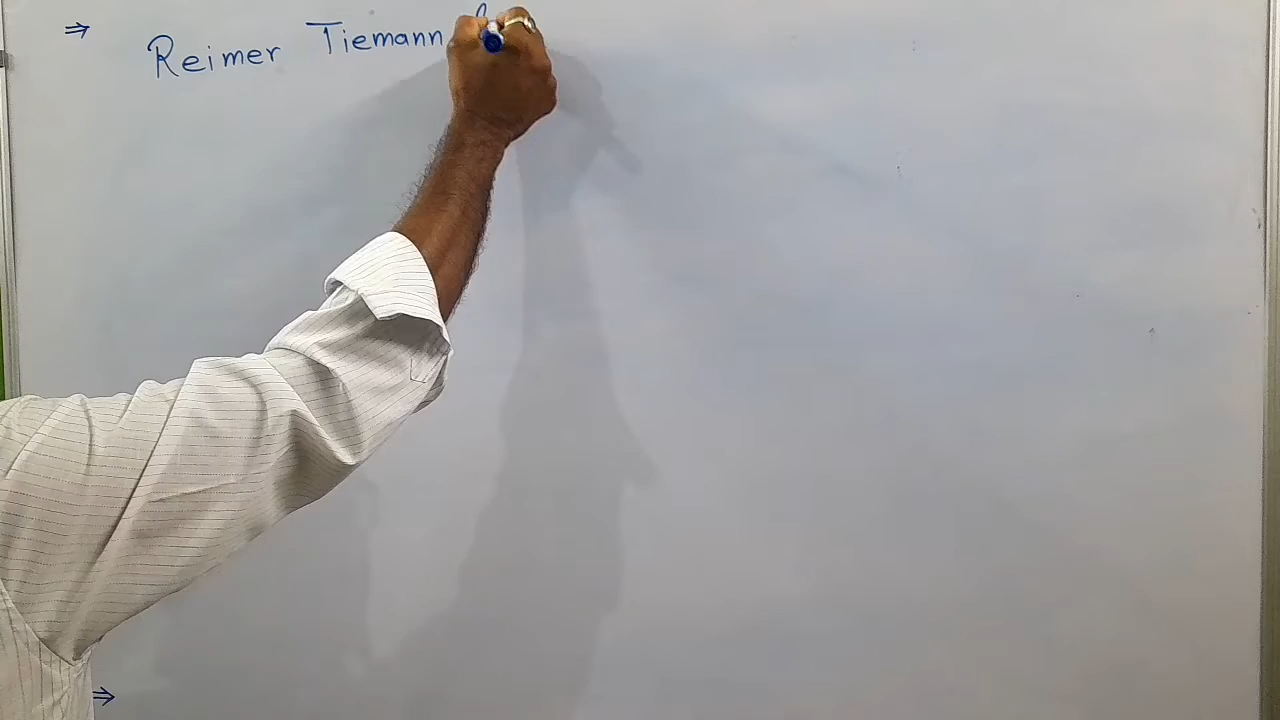 ⇒ Reimer Tiemann
⇒